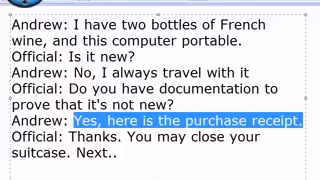 Andrew: I have two bottles of French
wine, and this computer portable.
Official: Is it new?
Andrew: No, I always travel with it
Official: Do you have documentation to
prove that it's not new?
Andrew: Yes, here is the purchase receipt.
Official: Thanks. You may close your
suitcase. Next..